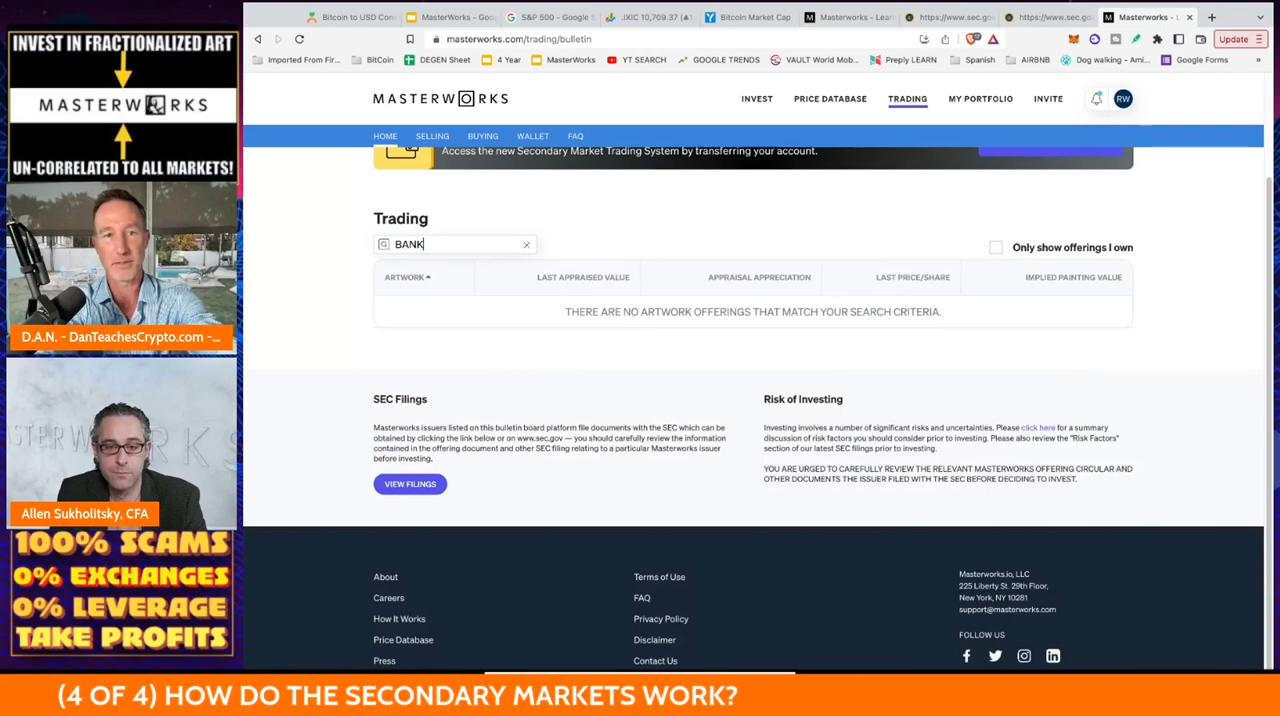 INVEST IN FRACTIONALIZED ART
MASTERWORKS
UN-CORRELATED TO ALL MARKETS!
D.A.N. - DanTeachesCrypto.com -...
Allen Sukholitsky, CFA
100% SCAMS
0% EXCHANGES
0% LEVERAGE
TAKE PROFITS
Bitcoin to USD Con
MasterWorks - Goo
S&P 500 - Google S
.IXIC 10,709.37 (▲1
Bitcoin Market Cap
Masterworks - Lear
https://www.sec.go
https://www.sec.go
Masterworks - L
masterworks.com/trading/bulletin
Update
Imported From Fir...
BitCoin
DEGEN Sheet
4 Year
MasterWorks
YT SEARCH
GOOGLE TRENDS
VAULT World Mob...
Preply LEARN
Spanish
AIRBNB
Dog walking - Ami...
Google Forms
»
MASTERWORKS
INVEST
PRICE DATABASE
TRADING
MY PORTFOLIO
INVITE
RW
HOME
SELLING
BUYING
WALLET
FAQ
Access the new Secondary Market Trading System by transferring your account.
Trading
BANK
Only show offerings I own
ARTWORK
LAST APPRAISED VALUE
APPRAISAL APPRECIATION
LAST PRICE/SHARE
IMPLIED PAINTING VALUE
THERE ARE NO ARTWORK OFFERINGS THAT MATCH YOUR SEARCH CRITERIA.
SEC Filings
Masterworks issuers listed on this bulletin board platform file documents with the SEC which can be
obtained by clicking the link below or on www.sec.gov — you should carefully review the information
contained in the offering document and other SEC filing relating to a particular Masterworks issuer
before investing.
VIEW FILINGS
Risk of Investing
Investing involves a number of significant risks and uncertainties. Please click here for a summary
discussion of risk factors you should consider prior to investing. Please also review the "Risk Factors"
section of our latest SEC filings prior to investing.
YOU ARE URGED TO CAREFULLY REVIEW THE RELEVANT MASTERWORKS OFFERING CIRCULAR AND
OTHER DOCUMENTS THE ISSUER FILED WITH THE SEC BEFORE DECIDING TO INVEST.
About
Careers
How It Works
Price Database
Press
Terms of Use
FAQ
Privacy Policy
Disclaimer
Contact Us
Masterworks.io, LLC
225 Liberty St. 29th Floor,
New York, NY 10281
support@masterworks.com
FOLLOW US
(4 OF 4) HOW DO THE SECONDARY MARKETS WORK?